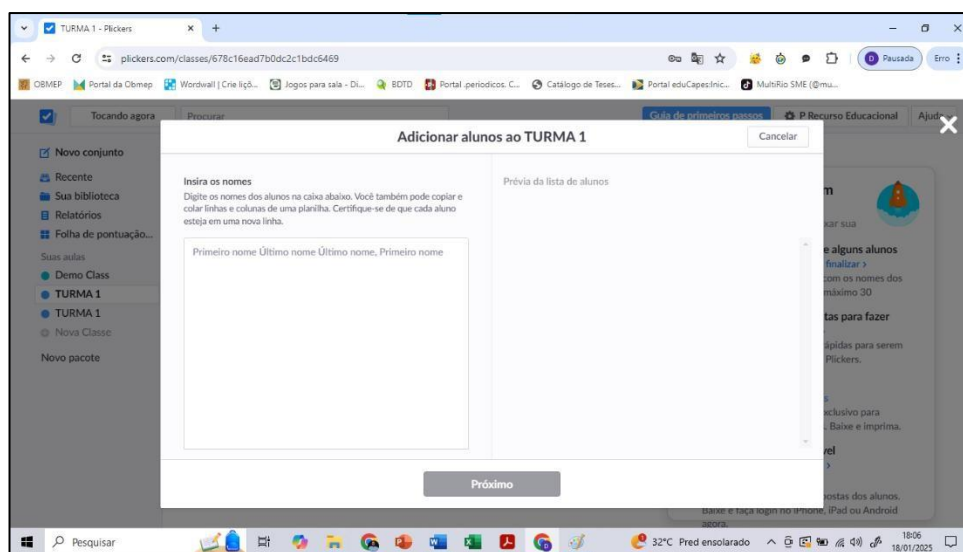 TURMA 1 - Plickers
plickers.com/classes/678c16ead7b0dc2c1bdc6469
Pausada
Erro
OBMEP
Portal da Obmep
Wordwall | Crie liçõ...
Jogos para sala - Di...
BDTD
Portal .periodicos. C...
Catálogo de Teses...
Portal eduCapes:Inic...
MultiRio SME (@mu...
Tocando agora
Procurar
Guia de primeiros passos
P Recurso Educacional
Ajuda
Adicionar alunos ao TURMA 1
Cancelar
Novo conjunto
Recente
Sua biblioteca
Relatórios
Folha de pontuação...
Suas aulas
Demo Class
TURMA 1
TURMA 1
Nova Classe
Novo pacote
Insira os nomes
Digite os nomes dos alunos na caixa abaixo. Você também pode copiar e
colar linhas e colunas de uma planilha. Certifique-se de que cada aluno
esteja em uma nova linha.
Primeiro nome Último nome Último nome, Primeiro nome
Prévia da lista de alunos
Próximo
e alguns alunos
finalizar >
com os nomes dos
máximo 30
tas para fazer
ápidas para serem
Plickers.
xclusivo para
. Baixe e imprima.
vel
postas dos alunos.
Baixe e faça login no iPhone, iPad ou Android
agora.
Pesquisar
32°C Pred ensolarado
18:06
18/01/2025